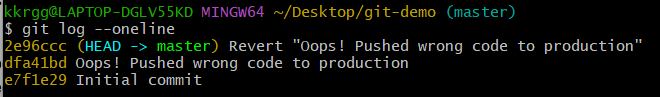 kkrgg@LAPTOP-DGLV55KD MINGW64 ~/Desktop/git-demo (master)
$ git log --oneline
2e96ccc (HEAD -> master) Revert "Oops! Pushed wrong code to production"
dfa41bd Oops! Pushed wrong code to production
e7f1e29 Initial commit